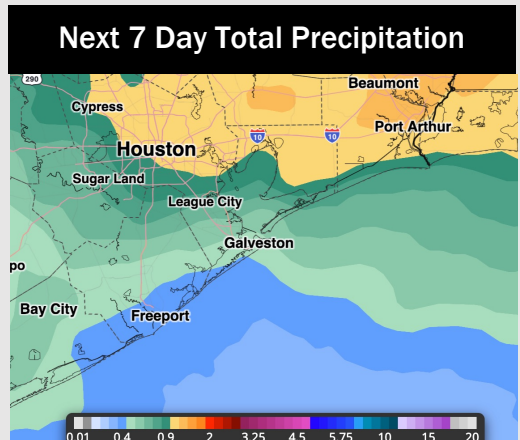 Next 7 Day Total Precipitation
290
Beaumont
Cypress
10
10
Port Arthur
Houston
Sugar Land
League City
Galveston
po
Bay City
Freeport
0.01 0.4 0.9 2 3.25 4.5 5.75 10 15 20